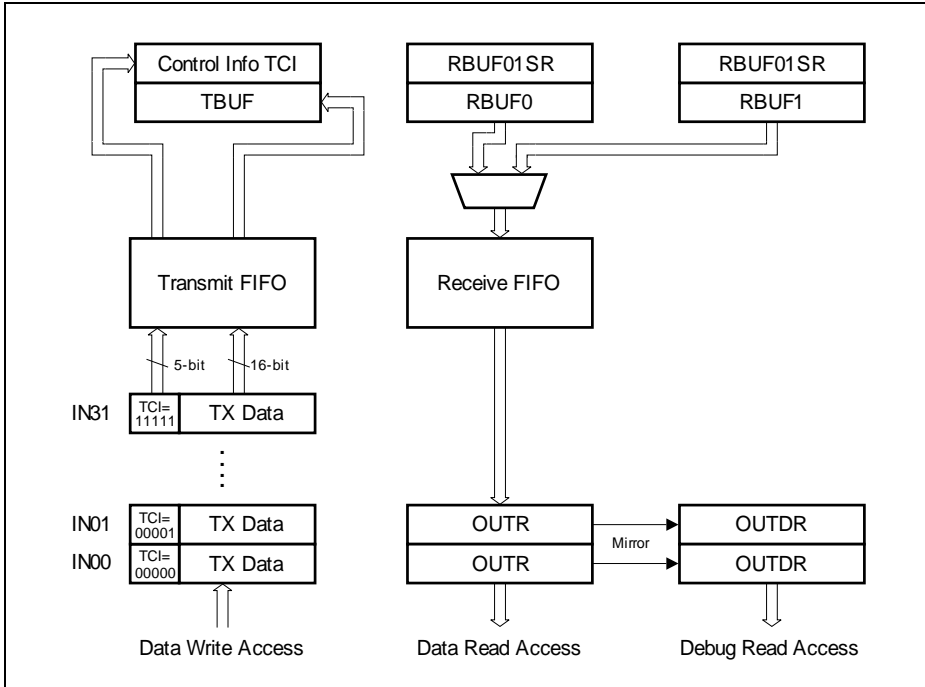 Control Info TCI
TBUF
RBUF01SR
RBUF0
RBUF01SR
RBUF1
Transmit FIFO
Receive FIFO
5-bit
16-bit
IN31
TCI=
11111
TX Data
IN01
TCI=
00001
TX Data
OUTR
OUTDR
Mirror
IN00
TCI=
00000
TX Data
OUTR
OUTDR
Data Write Access
Data Read Access
Debug Read Access